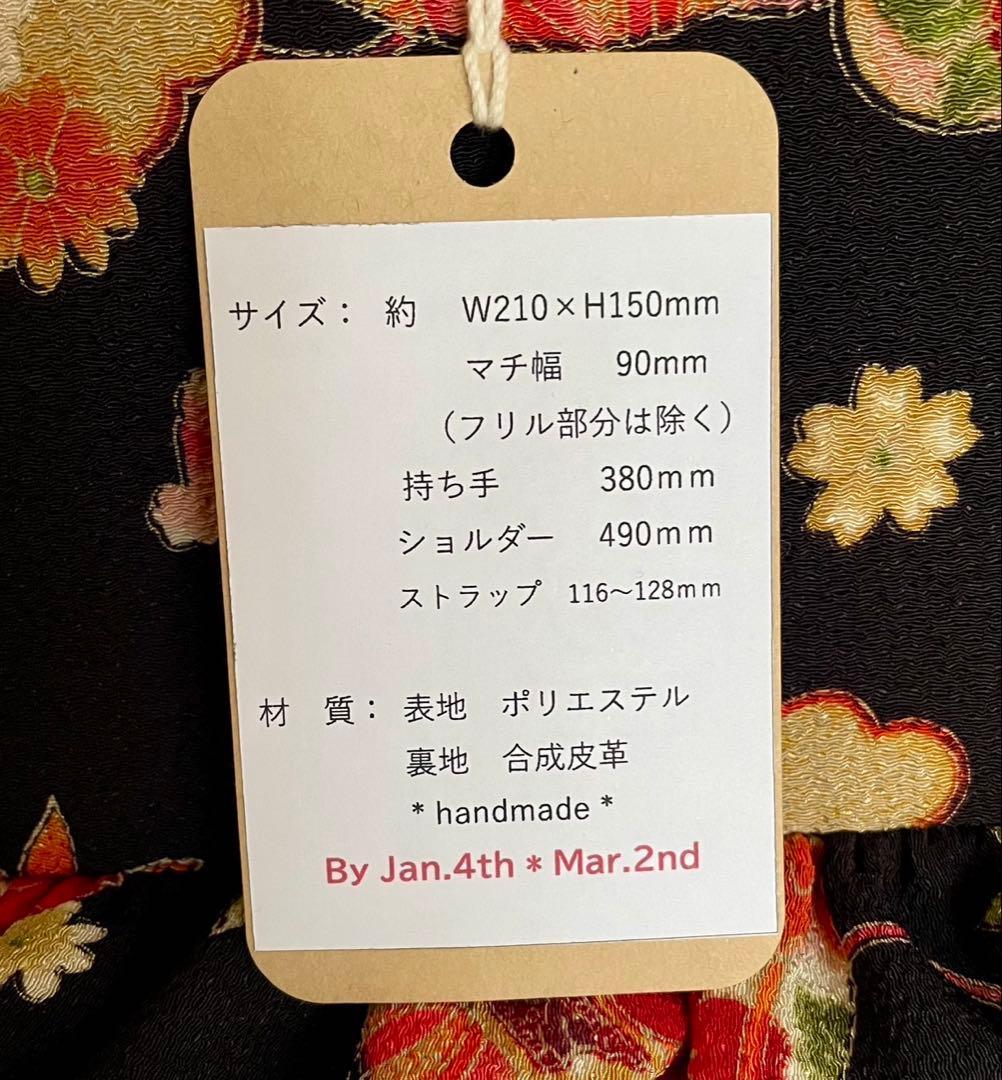 サイズ： 約 W210×H150mm
マチ幅 90mm
（フリル部分は除く）
持ち手 380mm
ショルダー 490mm
ストラップ 116〜128mm
材 質： 表地 ポリエステル
裏地 合成皮革
*handmade*
By Jan.4th*Mar.2nd